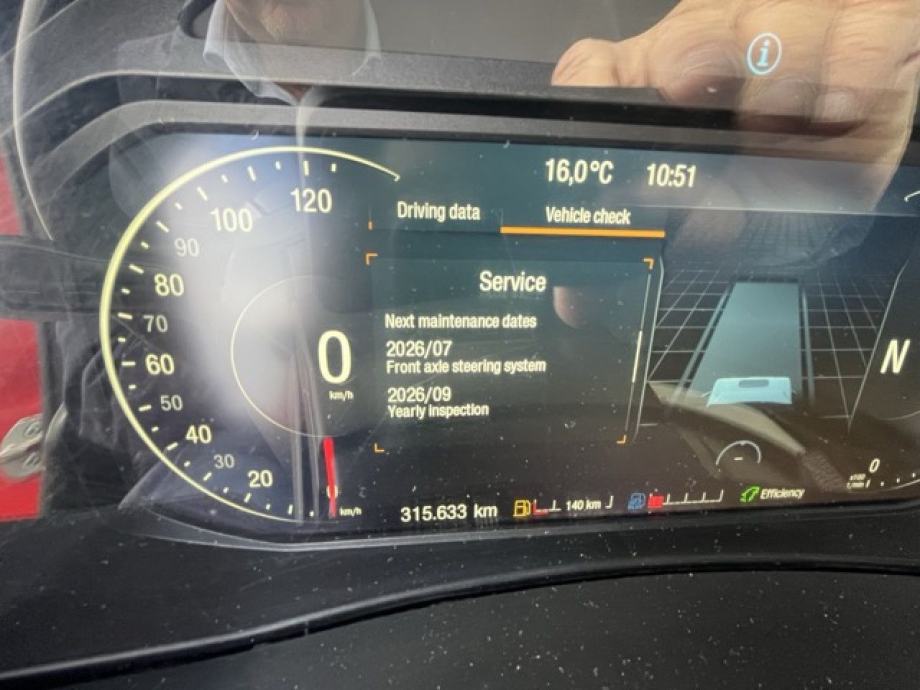 i
16,0°C 10:51
Driving data Vehicle check
Service
Next maintenance dates
2026/07
Front axle steering system
2026/09
Yearly inspection
120
100
90
80
70
60
50
40
30
20
0
km/h
km/h
N
315.633 km
140 km
Efficiency
0